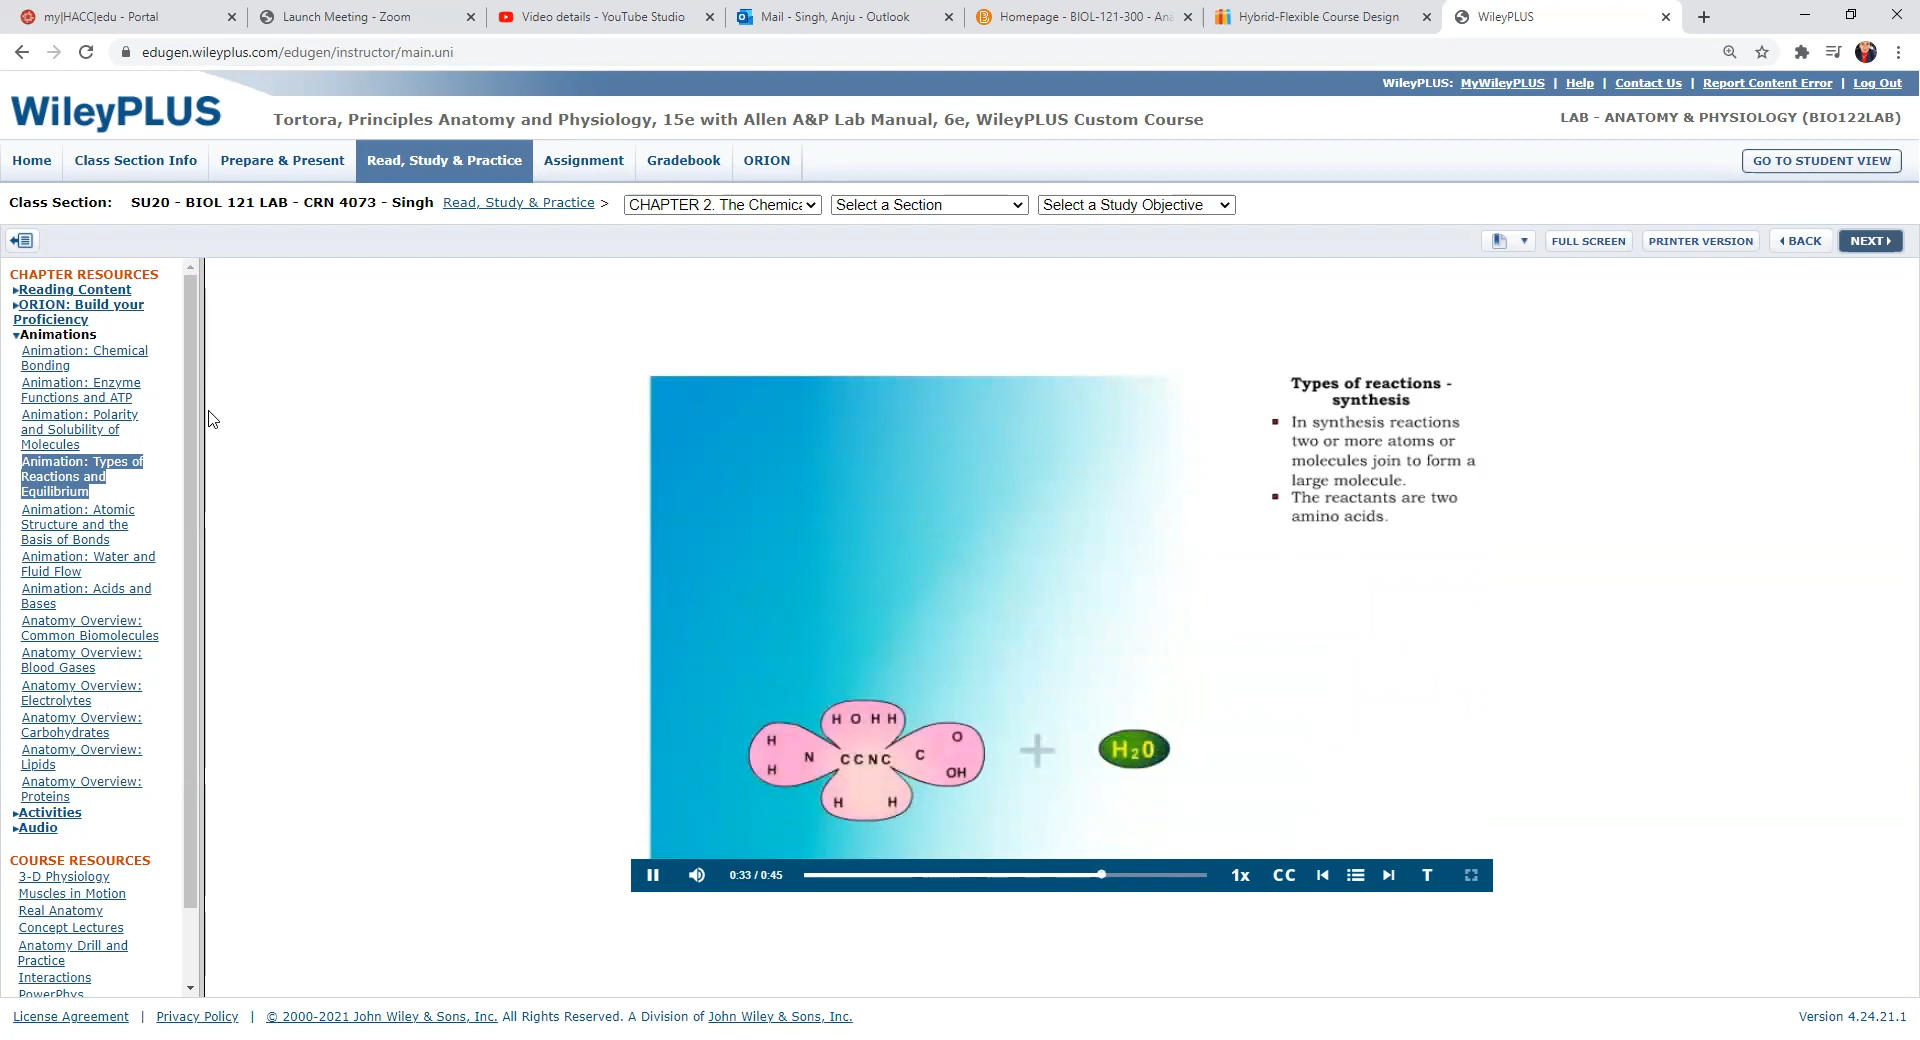 my|HACC|edu - Portal
Launch Meeting - Zoom
Video details - YouTube Studio
Mail - Singh, Anju - Outlook
Homepage - BIOL-121-300 - Ana
Hybrid-Flexible Course Design
WileyPLUS
edugen.wileyplus.com/edugen/instructor/main.uni
WileyPLUS: MyWileyPLUS | Help | Contact Us | Report Content Error | Log Out
WileyPLUS
Tortora, Principles Anatomy and Physiology, 15e with Allen A&P Lab Manual, 6e, WileyPLUS Custom Course
LAB - ANATOMY & PHYSIOLOGY (BIO122LAB)
Home
Class Section Info
Prepare & Present
Read, Study & Practice
Assignment
Gradebook
ORION
GO TO STUDENT VIEW
Class Section: SU20 - BIOL 121 LAB - CRN 4073 - Singh Read, Study & Practice >
CHAPTER 2. The Chemica
Select a Section
Select a Study Objective
FULL SCREEN
PRINTER VERSION
BACK
NEXT
CHAPTER RESOURCES
Reading Content
ORION: Build your
Proficiency
Animations
Animation: Chemical
Bonding
Animation: Enzyme
Functions and ATP
Animation: Polarity
and Solubility of
Molecules
Animation: Types of
Reactions and
Equilibrium
Animation: Atomic
Structure and the
Basis of Bonds
Animation: Water and
Fluid Flow
Animation: Acids and
Bases
Anatomy Overview:
Common Biomolecules
Anatomy Overview:
Blood Gases
Anatomy Overview:
Electrolytes
Anatomy Overview:
Carbohydrates
Anatomy Overview:
Lipids
Anatomy Overview:
Proteins
Activities
Audio
COURSE RESOURCES
3-D Physiology
Muscles in Motion
Real Anatomy
Concept Lectures
Anatomy Drill and
Practice
Interactions
PowerPhys
Types of reactions -
synthesis
In synthesis reactions
two or more atoms or
molecules join to form a
large molecule.
The reactants are two
amino acids.
H O H H
H O
N C C N C C
H OH
H H
+ H20
0:33 / 0:45
1x CC T
License Agreement | Privacy Policy | © 2000-2021 John Wiley & Sons, Inc. All Rights Reserved. A Division of John Wiley & Sons, Inc.
Version 4.24.21.1